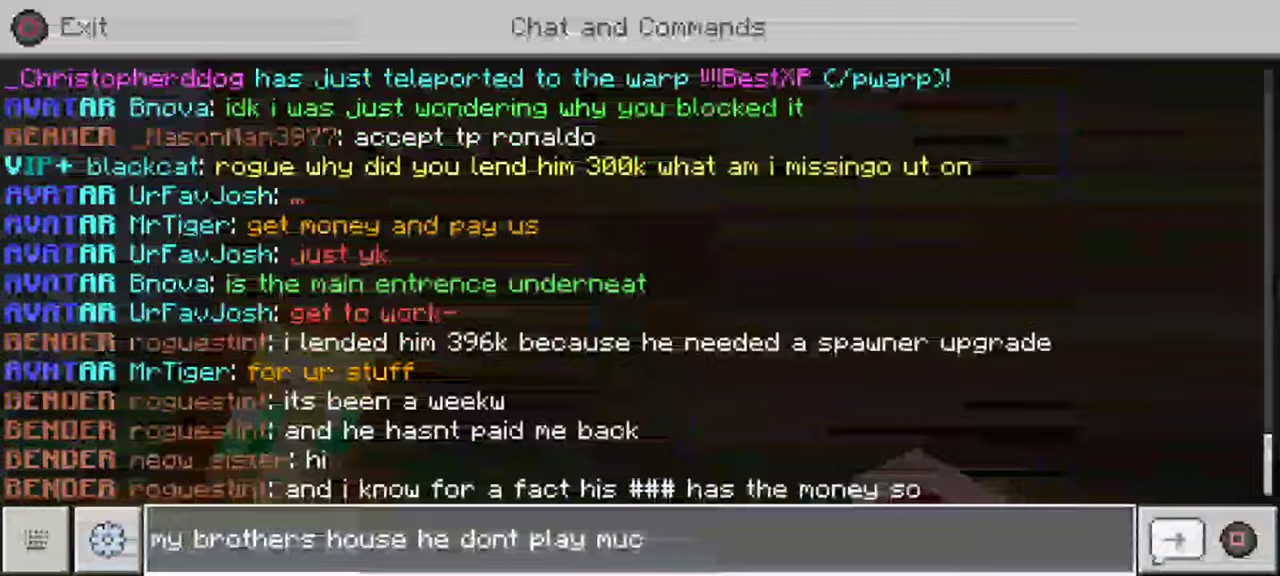 Exit
Chat and Commands
_Christopherddog has just teleported to the warp !!!!BestXP (/pwarp)!
AVATAR Bnova: idk i was just wondering why you blocked it
BENDER _MasonMan3977: accept tp ronaldo
VIP+ blackcat: rogue why did you lend him 300k what am i missingo ut on
AVATAR UrFavJosh: …
AVATAR MrTiger: get money and pay us
AVATAR UrFavJosh: just yk
AVATAR Bnova: is the main entrence underneat
AVATAR UrFavJosh: get to work-
BENDER roguestin!: i lended him 396k because he needed a spawner upgrade
AVATAR MrTiger: for ur stuff
BENDER roguestin!: its been a weekw
BENDER roguestin!: and he hasnt paid me back
BENDER neow_sister: hi
BENDER roguestin!: and i know for a fact his ### has the money so
my brothers house he dont play muc